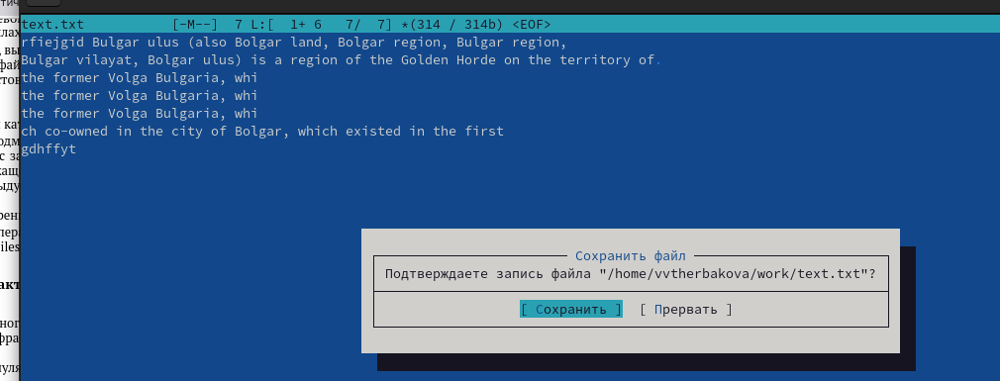 text.txt [-M--] 7 L:[ 1+ 6 7/ 7] *(314 / 314b) <EOF>
rfiejgid Bulgar ulus (also Bolgar land, Bolgar region, Bulgar region,
Bulgar vilayat, Bolgar ulus) is a region of the Golden Horde on the territory of.
the former Volga Bulgaria, whi
the former Volga Bulgaria, whi
the former Volga Bulgaria, whi
ch co-owned in the city of Bolgar, which existed in the first
gdhffyt
Сохранить файл
Подтверждаете запись файла "/home/vvtherbakova/work/text.txt"?
[ Сохранить ] [ Прервать ]